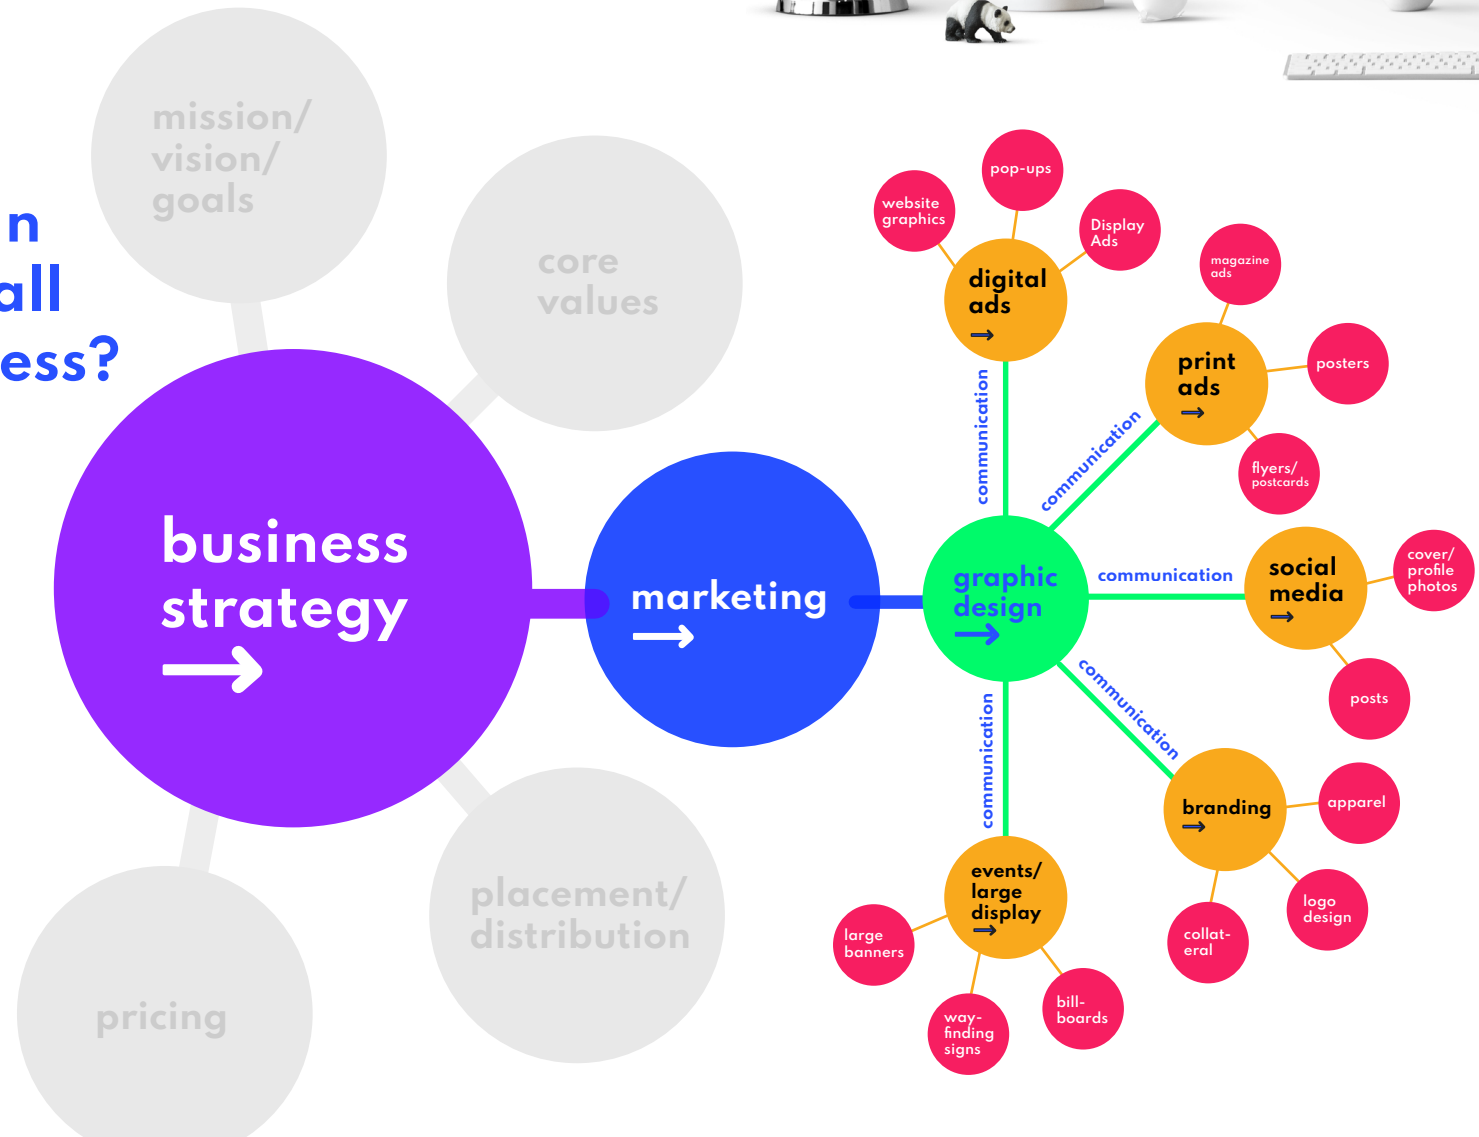 n
all
ess?
mission/
vision/
goals
core
values
business
strategy
marketing
placement/
distribution
pricing
graphic
design
communication
digital
ads
website
graphics
pop-ups
Display
Ads
communication
print
ads
magazine
ads
posters
flyers/
postcards
communication
social
media
cover/
profile
photos
posts
communication
branding
apparel
logo
design
collat-
eral
communication
events/
large
display
large
banners
way-
finding
signs
bill-
boards